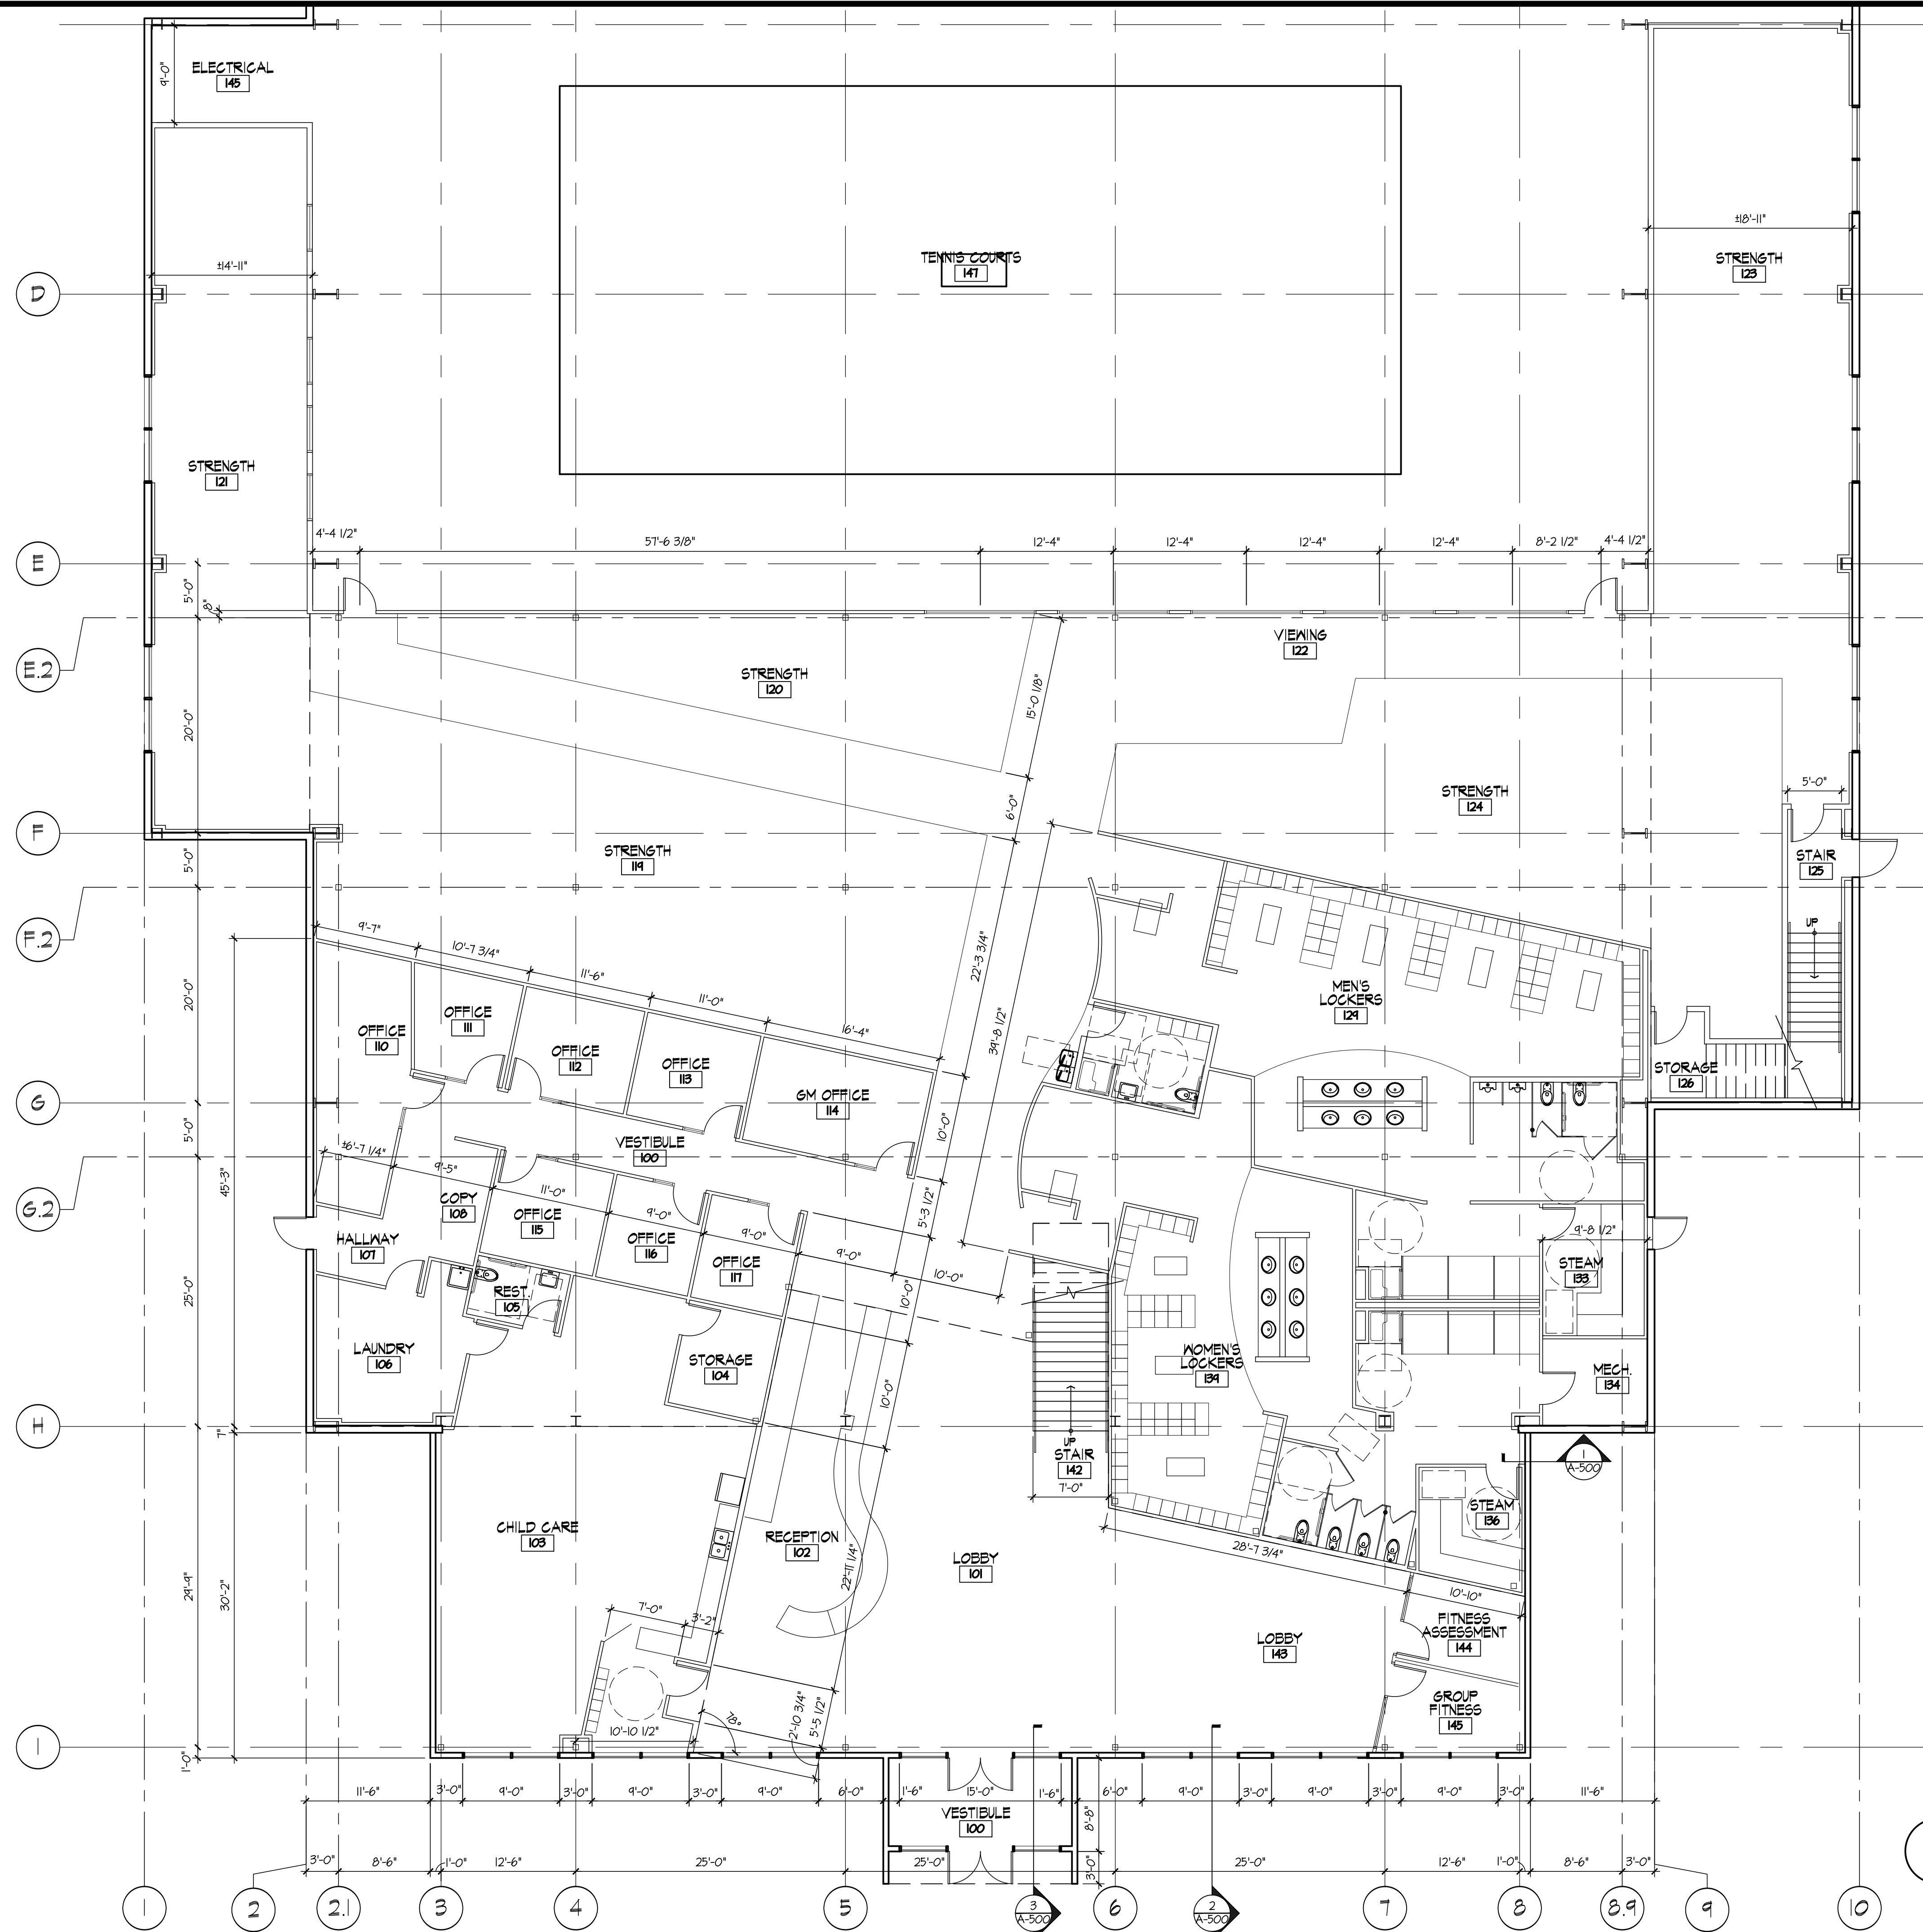 ELECTRICAL
145
9'-0"
TENNIS COURTS
147
±18'-11"
STRENGTH
123
±14'-11"
D
STRENGTH
121
4'-4 1/2"
57'-6 3/8"
12'-4"
12'-4"
12'-4"
12'-4"
8'-2 1/2"
4'-4 1/2"
E
5'-0"
8"
E.2
VIEWING
122
STRENGTH
120
15'-0 1/8"
20'-0"
6'-0"
STRENGTH
124
5'-0"
F
5'-0"
STRENGTH
119
STAIR
125
UP
F.2
9'-7"
10'-7 3/4"
11'-6"
11'-0"
16'-4"
22'-3 3/4"
39'-8 1/2"
20'-0"
MEN'S
LOCKERS
129
OFFICE
110
OFFICE
111
OFFICE
112
OFFICE
113
GM OFFICE
114
STORAGE
126
G
5'-0"
10'-0"
VESTIBULE
100
±6'-7 1/4"
9'-5"
11'-0"
9'-0"
9'-0"
9'-0"
10'-0"
5'-3 1/2"
10'-0"
45'-3"
G.2
COPY
108
OFFICE
115
OFFICE
116
OFFICE
117
HALLWAY
107
9'-8 1/2"
STEAM
133
25'-0"
REST.
105
LAUNDRY
106
STORAGE
104
10'-0"
WOMEN'S
LOCKERS
139
MECH.
134
H
7"
UP
STAIR
142
7'-0"
1
A-500
STEAM
136
CHILD CARE
103
RECEPTION
102
22'-11 1/4"
LOBBY
101
28'-7 3/4"
10'-10"
29'-9"
30'-2"
7'-0"
3'-2"
FITNESS
ASSESSMENT
144
LOBBY
143
GROUP
FITNESS
145
78°
2'-10 3/4"
5'-5 1/2"
10'-10 1/2"
I
1'-0"
11'-6"
3'-0"
9'-0"
3'-0"
9'-0"
3'-0"
9'-0"
6'-0"
1'-6"
15'-0"
1'-6"
6'-0"
9'-0"
3'-0"
9'-0"
3'-0"
9'-0"
3'-0"
11'-6"
VESTIBULE
100
8'-8"
3'-0"
3'-0"
8'-6"
1'-0"
12'-6"
25'-0"
25'-0"
25'-0"
12'-6"
1'-0"
8'-6"
3'-0"
1
2
2.1
3
4
5
3
A-500
6
2
A-500
7
8
8.9
9
10